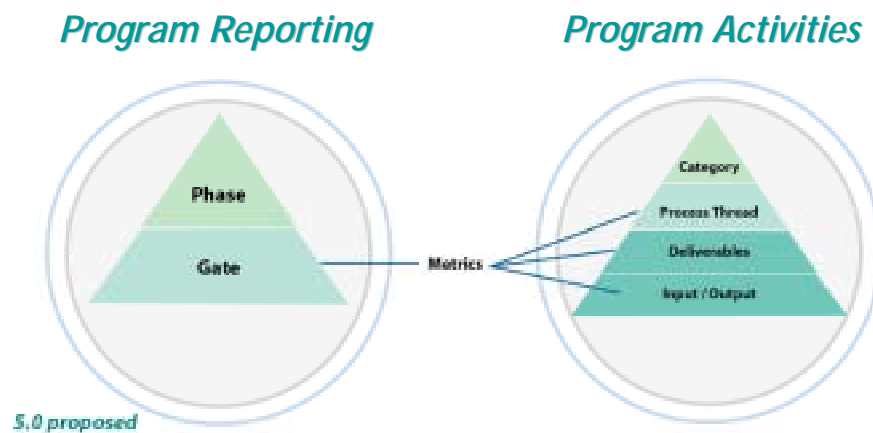 Program Reporting
Program Activities
Phase
Gate
Metrics
Category
Process Thread
Deliverables
Input / Output
5.0 proposed